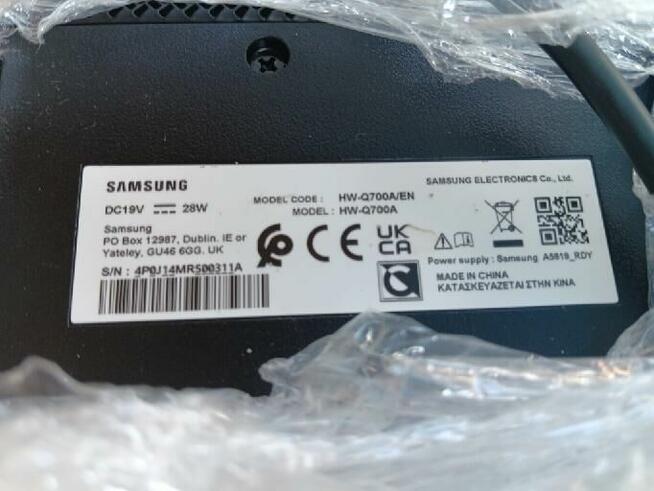 SAMSUNG
DC19V 28W
Samsung
PO Box 12987, Dublin. IE or
Yateley, GU46 6GG. UK
S/N : 4P0J14MR500311A
MODEL CODE : HW-Q700A/EN
MODEL : HW-Q700A
CE
UK
CA
SAMSUNG ELECTRONICS Co., Ltd.
Power supply : Samsung A5819_RDY
MADE IN CHINA
ΚΑΤΑΣΚΕΥΑΖΕΤΑΙ ΣΤΗΝ ΚΙΝΑ